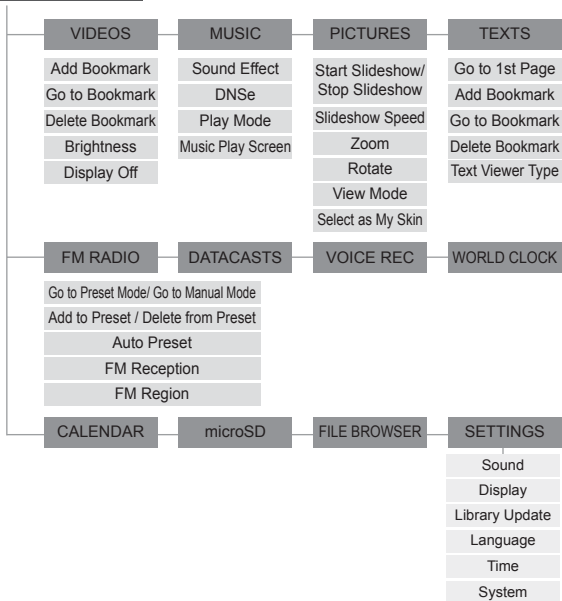 VIDEOS
Add Bookmark
Go to Bookmark
Delete Bookmark
Brightness
Display Off
MUSIC
Sound Effect
DNSe
Play Mode
Music Play Screen
PICTURES
Start Slideshow/
Stop Slideshow
Slideshow Speed
Zoom
Rotate
View Mode
Select as My Skin
TEXTS
Go to 1st Page
Add Bookmark
Go to Bookmark
Delete Bookmark
Text Viewer Type
FM RADIO
Go to Preset Mode/ Go to Manual Mode
Add to Preset / Delete from Preset
Auto Preset
FM Reception
FM Region
DATACASTS
VOICE REC
WORLD CLOCK
CALENDAR
microSD
FILE BROWSER
SETTINGS
Sound
Display
Library Update
Language
Time
System